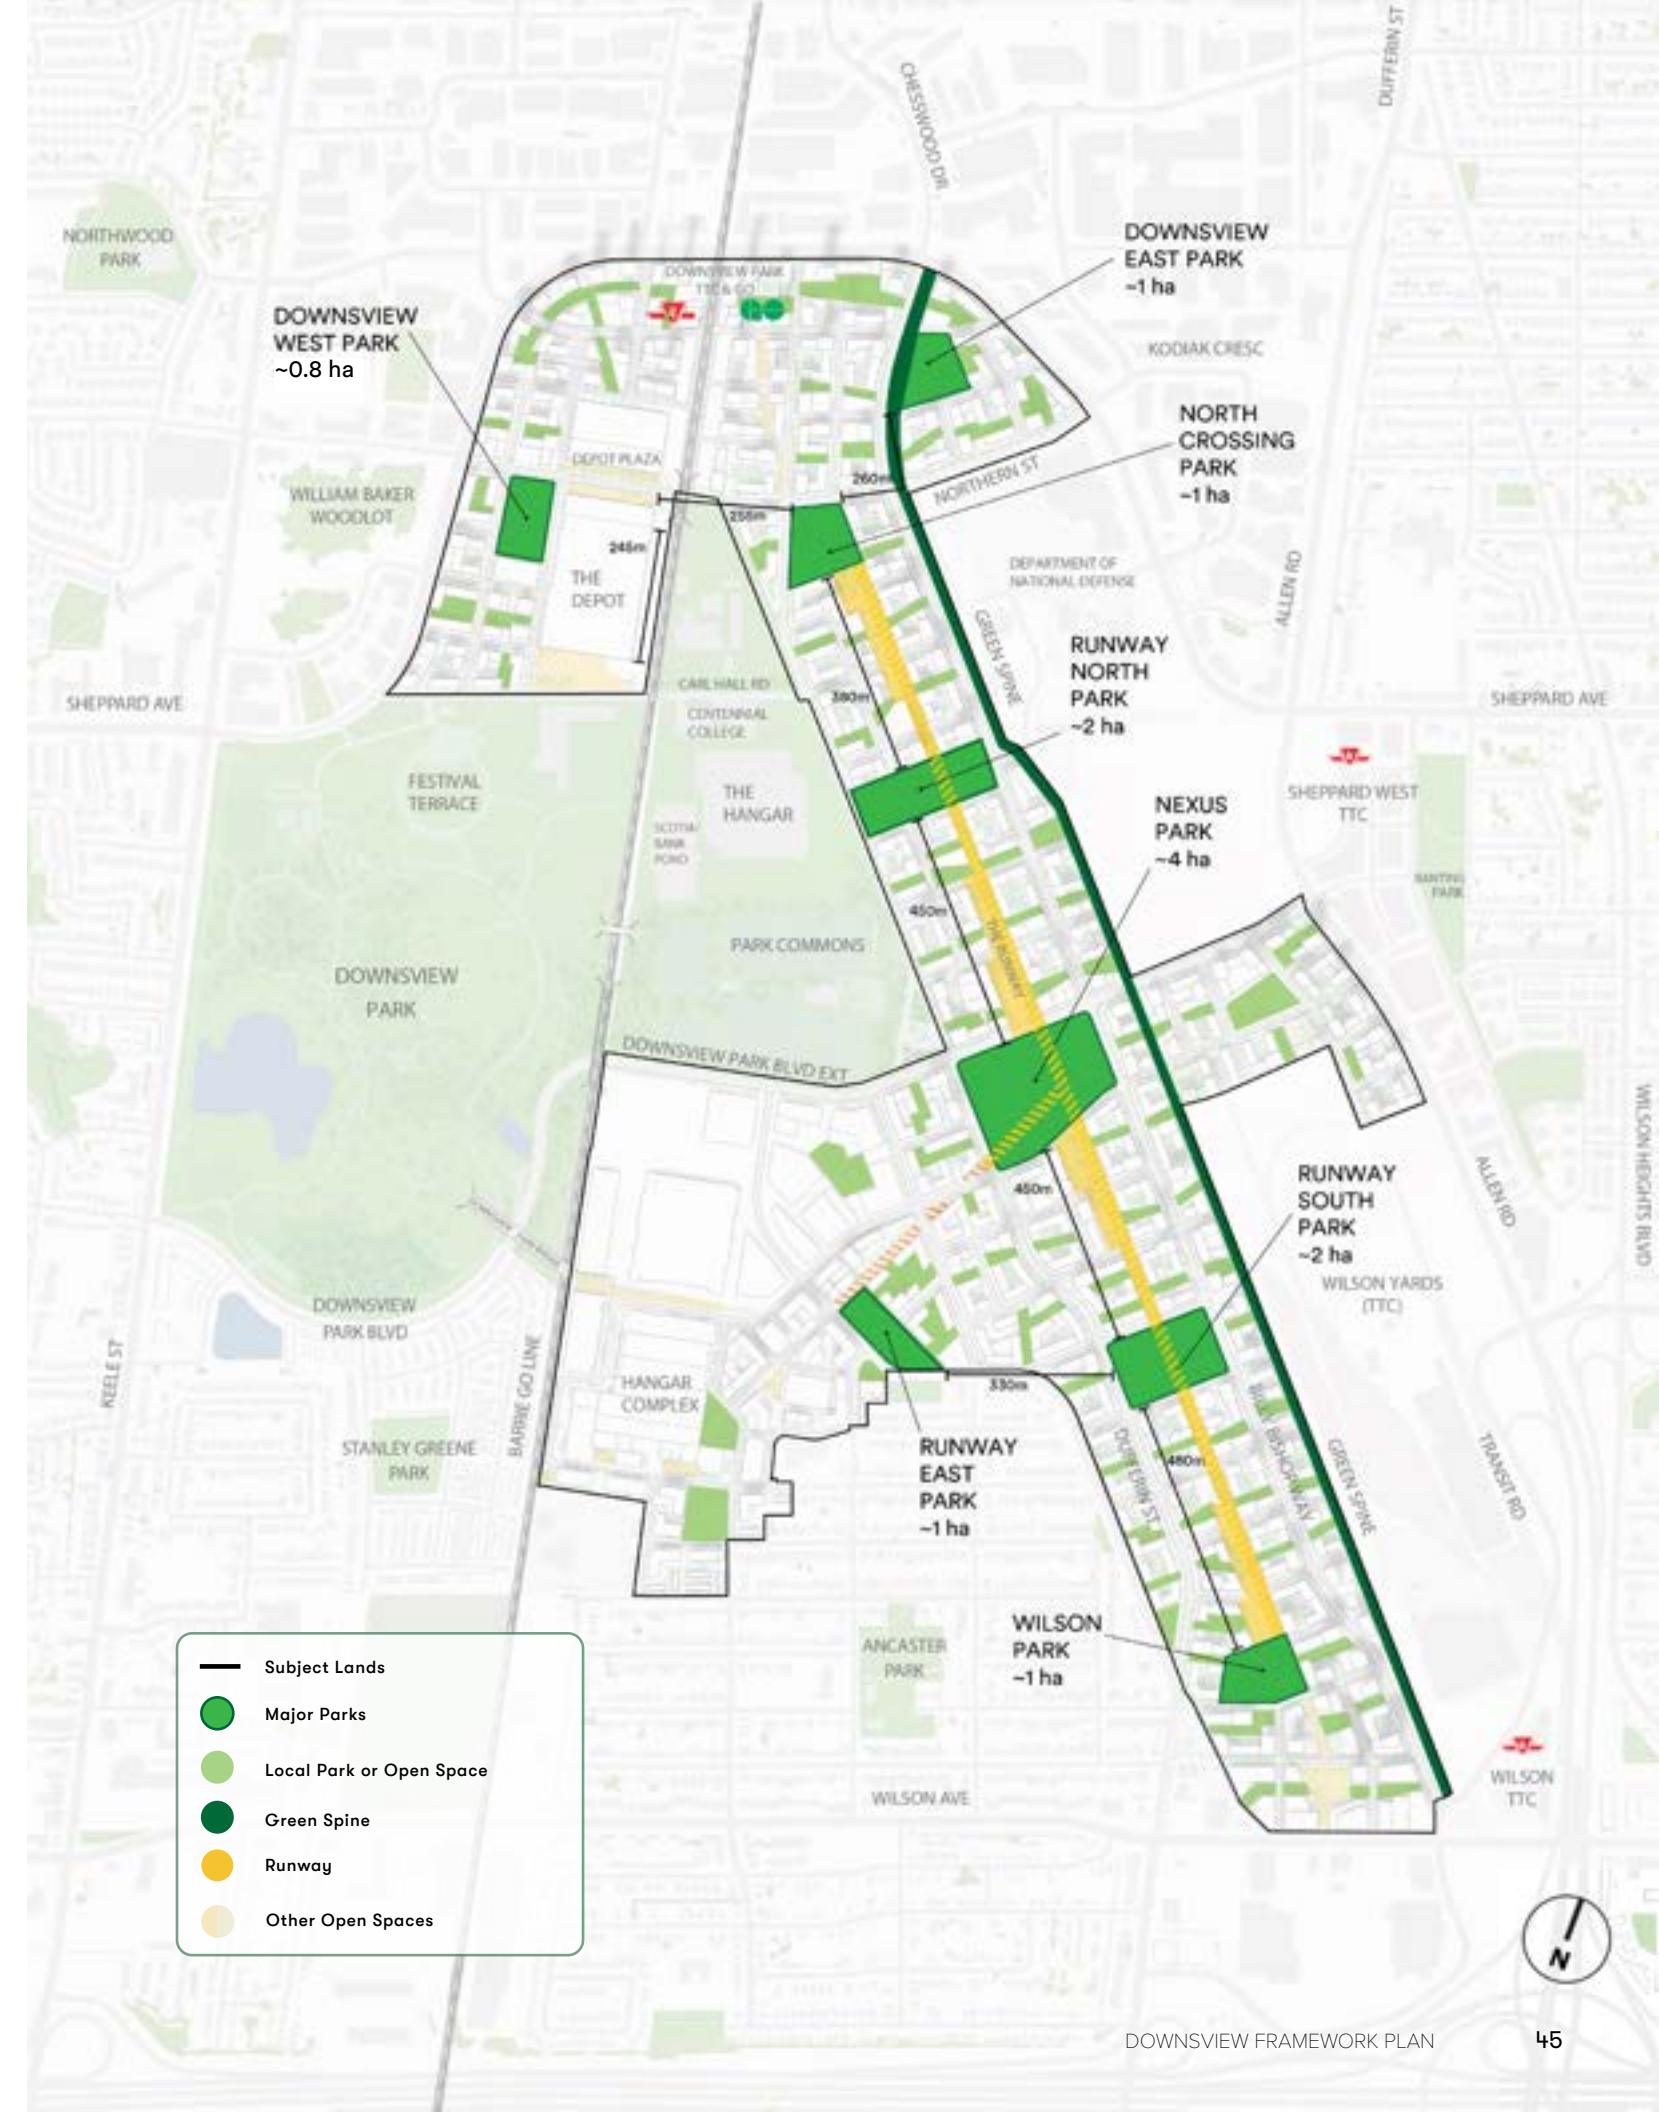 DUFFERIN ST
CHESSWOOD DR
NORTHWOOD
PARK
DOWNSVIEW
EAST PARK
~1 ha
DOWNSVIEW PARK
TTC & GO
DOWNSVIEW
WEST PARK
~0.8 ha
KODIAK CRESC
NORTH
CROSSING
PARK
~1 ha
DEPOT PLAZA
260m
NORTHERN ST
WILLIAM BAKER
WOODLOT
255m
245m
THE
DEPOT
DEPARTMENT OF
NATIONAL DEFENSE
ALLEN RD
GREEN SPINE
RUNWAY
NORTH
PARK
~2 ha
SHEPPARD AVE
CARL HALL RD
380m
SHEPPARD AVE
CENTENNIAL
COLLEGE
FESTIVAL
TERRACE
THE
HANGAR
SHEPPARD WEST
TTC
NEXUS
PARK
~4 ha
SCOTIA
BANK
POND
BANTING
PARK
450m
THE RUNWAY
PARK COMMONS
DOWNSVIEW
PARK
DOWNSVIEW PARK BLVD EXT
WILSON HEIGHTS BLVD
450m
ALLEN RD
RUNWAY
SOUTH
PARK
~2 ha
WILSON YARDS
(TTC)
DOWNSVIEW
PARK BLVD
KEELE ST
BARRIE GO LINE
HANGAR
COMPLEX
330m
BILLY BISHOP WAY
STANLEY GREENE
PARK
RUNWAY
EAST
PARK
~1 ha
DUFFERIN ST
480m
GREEN SPINE
TRANSIT RD
WILSON
PARK
~1 ha
ANCASTER
PARK
Subject Lands
Major Parks
Local Park or Open Space
Green Spine
Runway
Other Open Spaces
WILSON AVE
WILSON
TTC
N
DOWNSVIEW FRAMEWORK PLAN 45